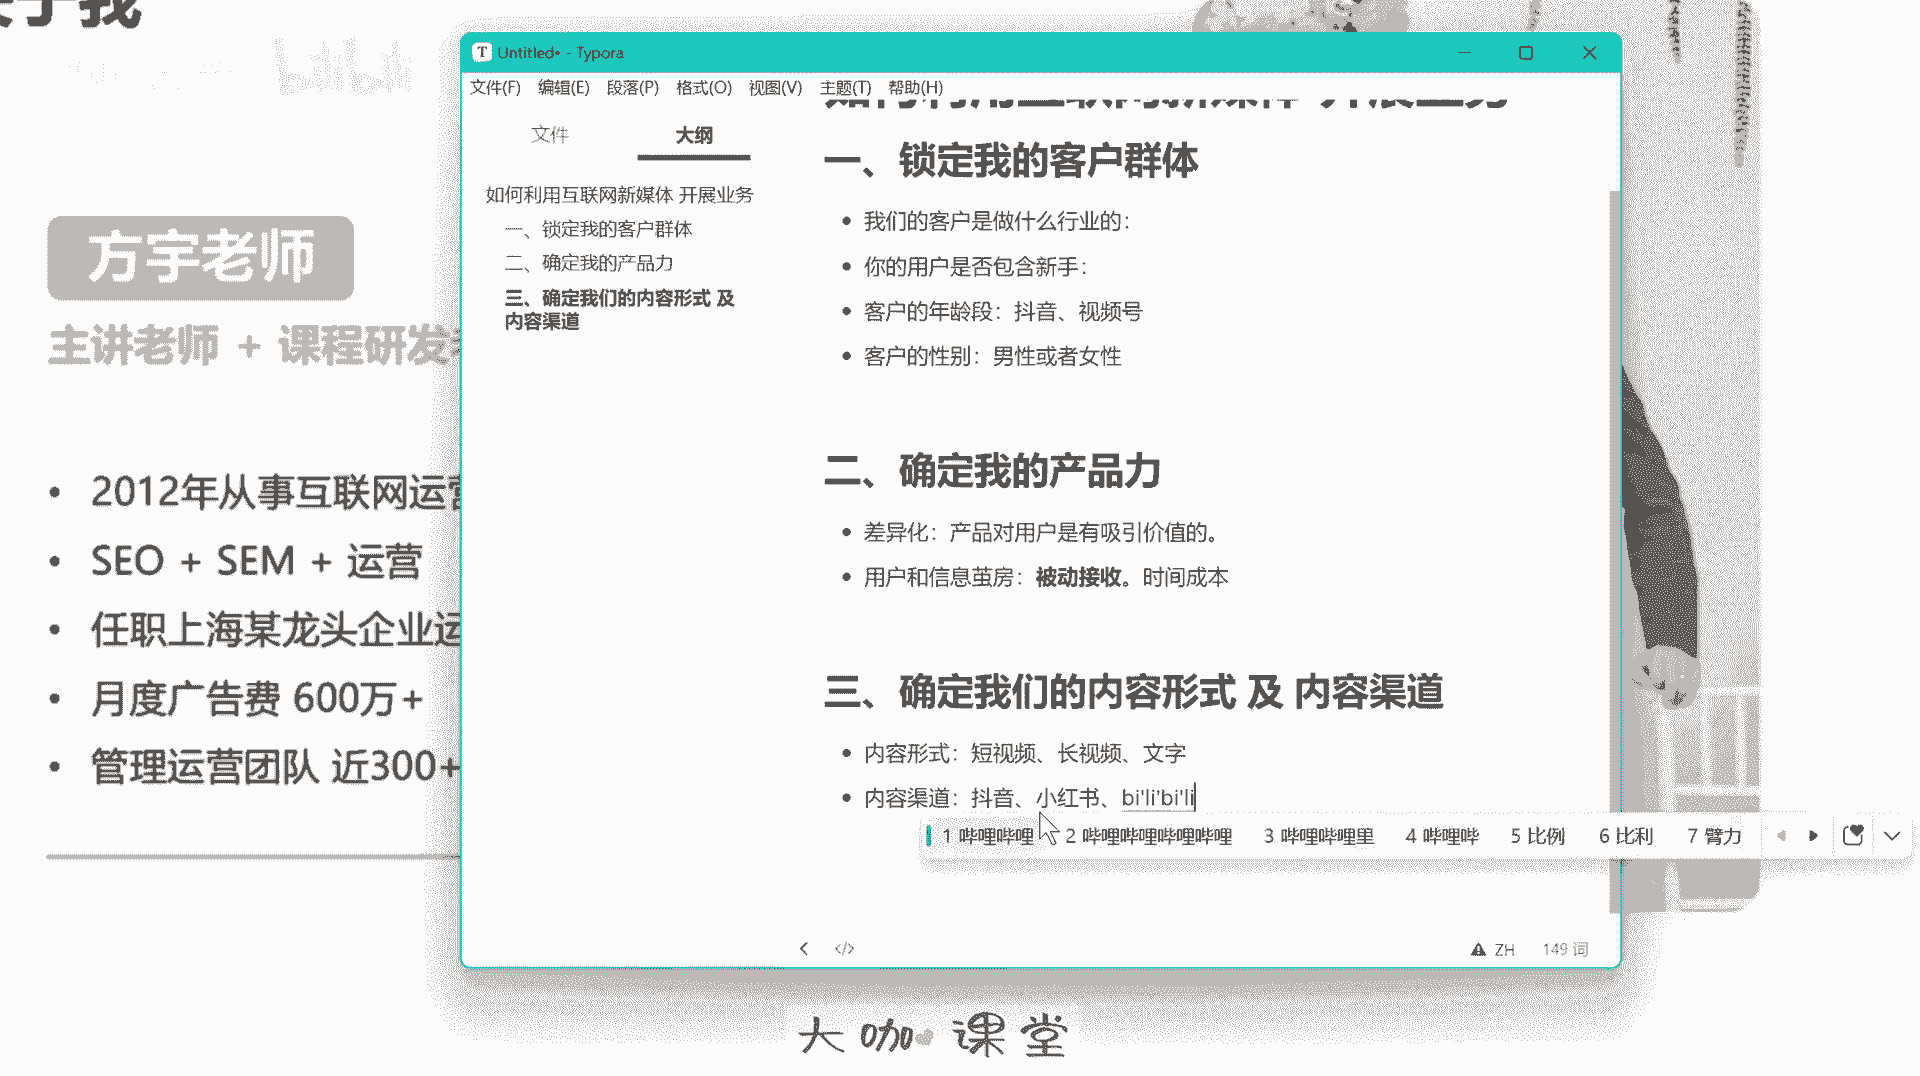 关于我
bilibili
方宇老师
主讲老师 + 课程研发
2012年从事互联网运营
SEO + SEM + 运营
任职上海某龙头企业运
月度广告费 600万+
管理运营团队 近300+
Untitled• - Typora
文件(F) 编辑(E) 段落(P) 格式(O) 视图(V) 主题(T) 帮助(H)
文件 大纲
如何利用互联网新媒体 开展业务
一、锁定我的客户群体
二、确定我的产品力
三、确定我们的内容形式 及
内容渠道
如何利用互联网新媒体 开展业务
一、锁定我的客户群体
我们的客户是做什么行业的：
你的用户是否包含新手：
客户的年龄段：抖音、视频号
客户的性别：男性或者女性
二、确定我的产品力
差异化：产品对用户是有吸引价值的。
用户和信息茧房：被动接收。时间成本
三、确定我们的内容形式 及 内容渠道
内容形式：短视频、长视频、文字
内容渠道：抖音、小红书、bi'li'bi'li
1 哔哩哔哩 2 哔哩哔哩哔哩哔哩 3 哔哩哔哩里 4 哔哩哔 5 比例 6 比利 7 臂力
ZH 149 词
大咖课堂